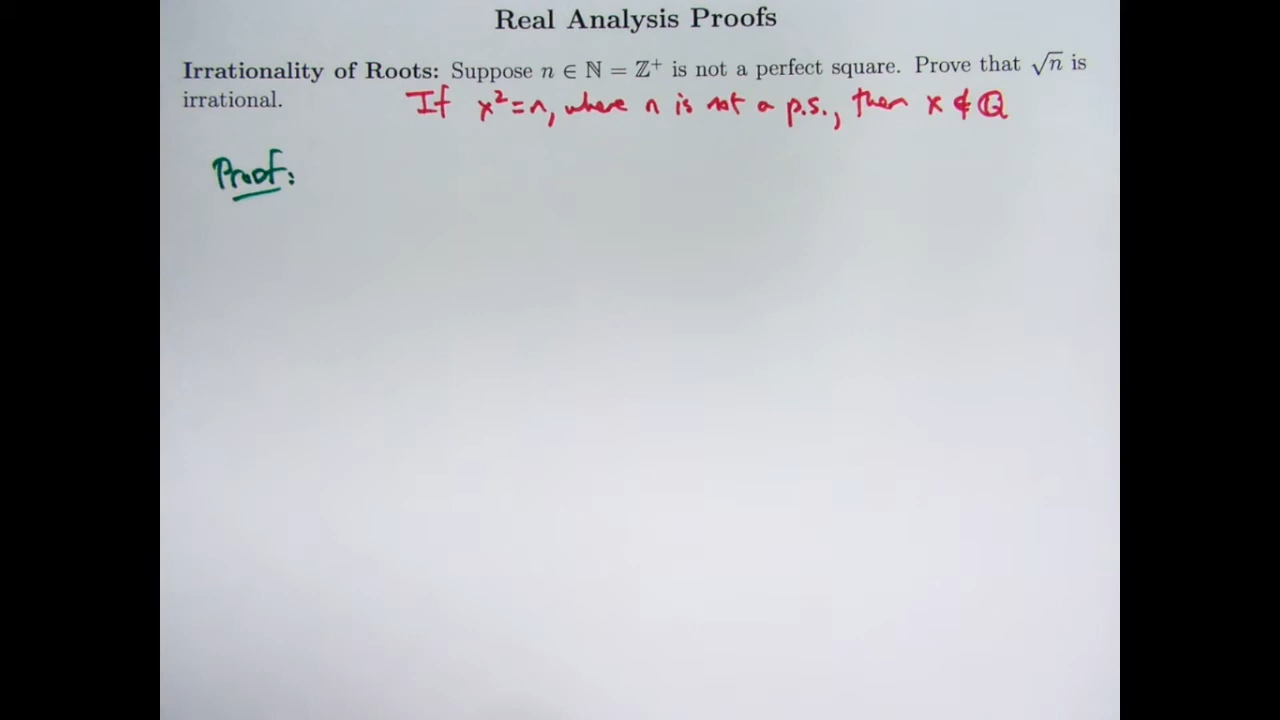 Real Analysis Proofs
Irrationality of Roots: Suppose n ∈ ℕ = ℤ⁺ is not a perfect square. Prove that √n is
irrational.
If x² = n, where n is not a p.s., then x ∉ ℚ
Proof: